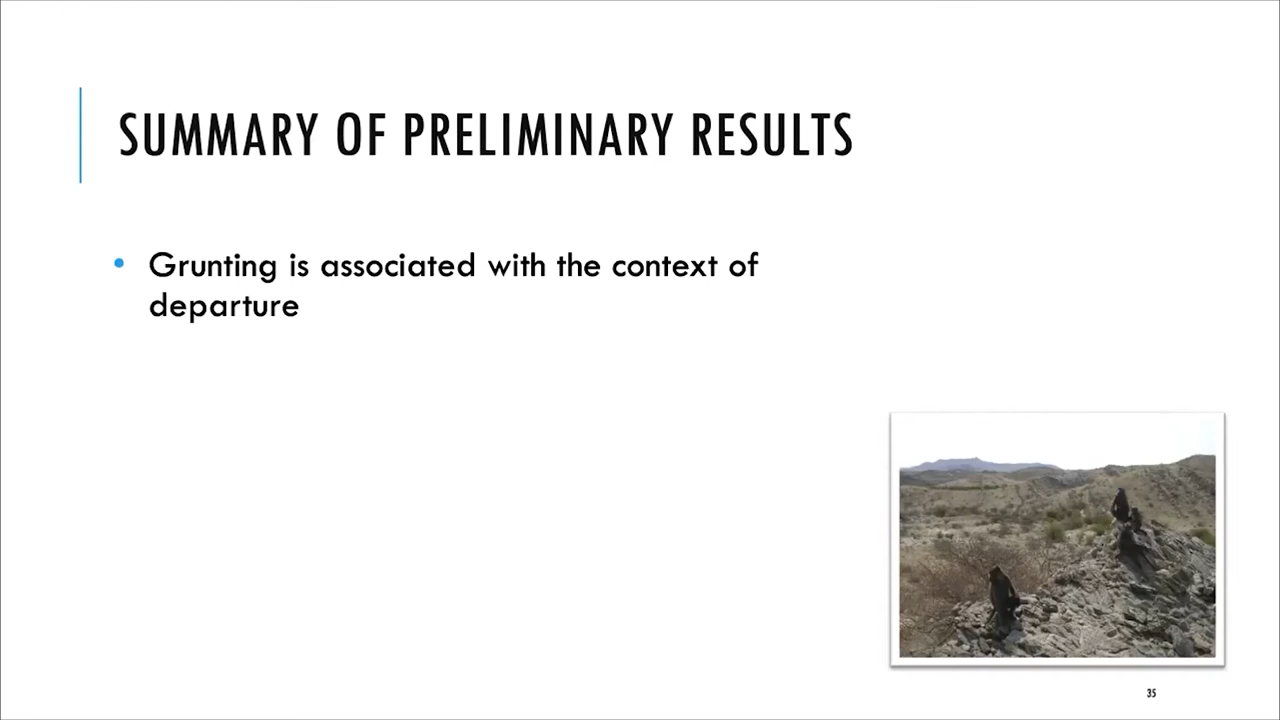 SUMMARY OF PRELIMINARY RESULTS
• Grunting is associated with the context of
departure
35